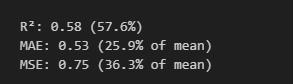 R²: 0.58 (57.6%)
MAE: 0.53 (25.9% of mean)
MSE: 0.75 (36.3% of mean)